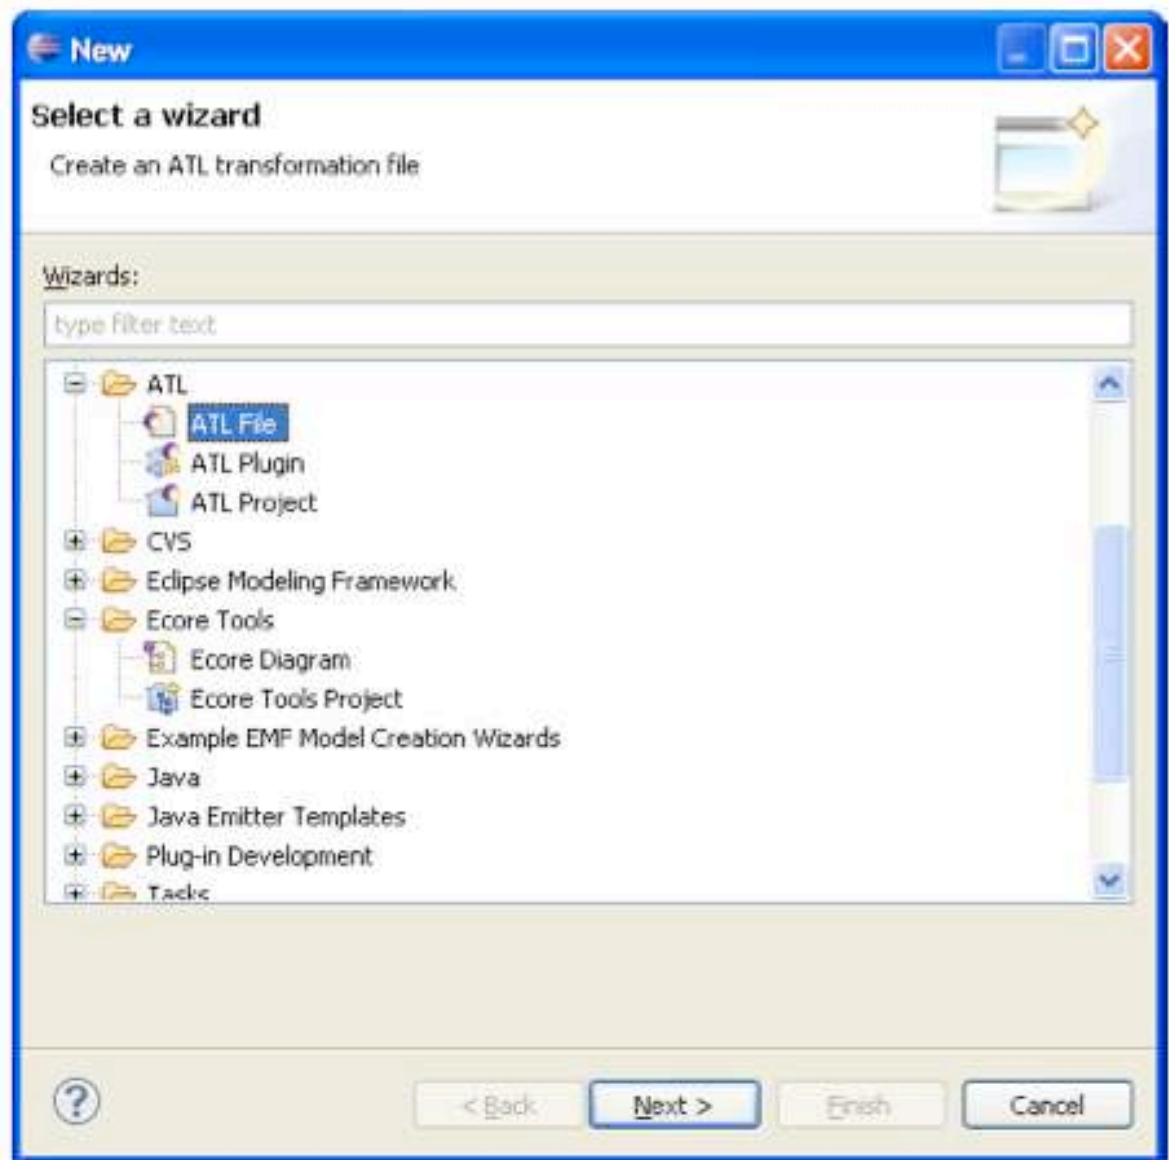 New
Select a wizard
Create an ATL transformation file
Wizards:
type filter text
ATL
ATL File
ATL Plugin
ATL Project
CVS
Eclipse Modeling Framework
Ecore Tools
Ecore Diagram
Ecore Tools Project
Example EMF Model Creation Wizards
Java
Java Emitter Templates
Plug-in Development
Tasks
? < Back Next > Finish Cancel